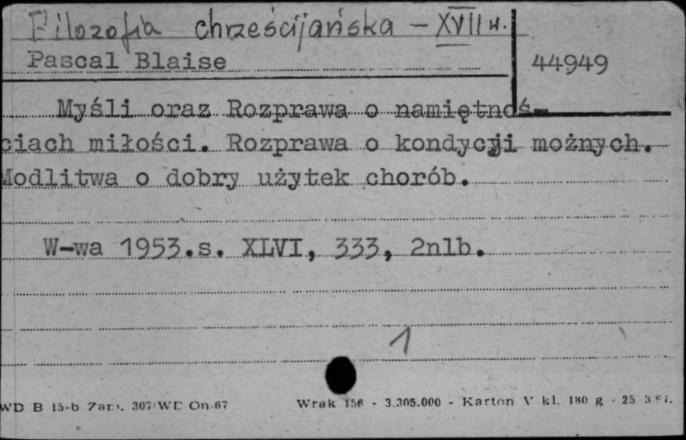 Filozofia chrześcijańska - XVII w.
Pascal Blaise
44949
Myśli oraz Rozprawa o namiętnoś-
ciach miłości. Rozprawa o kondycji możnych.
Modlitwa o dobry użytek chorób.
W-wa 1953.s. XLVI, 333, 2nlb.
1
WD B 15-b Zam. 307/WD On-67 Wrak 156 - 3.305.000 - Karton V kl. 180 g - 25